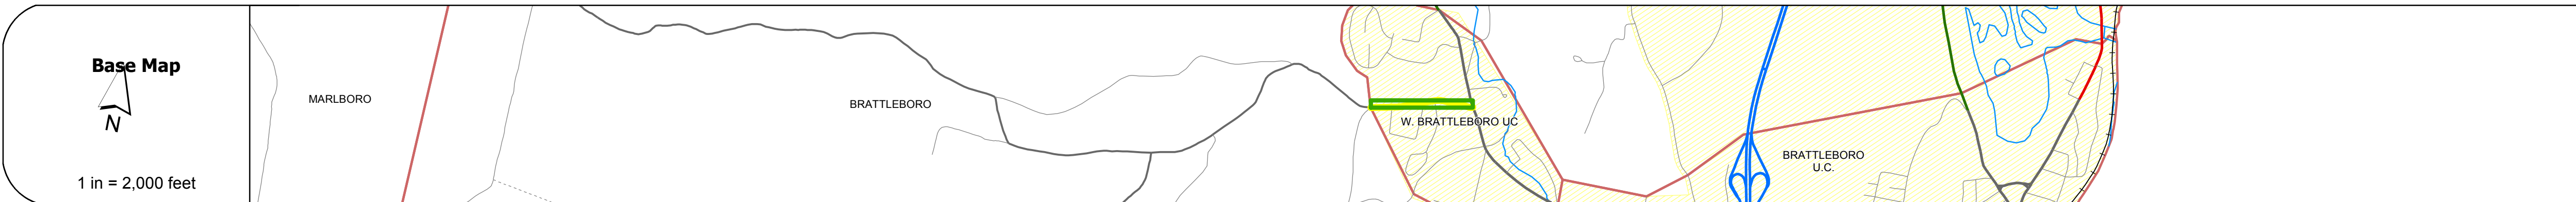 Base Map
N
1 in = 2,000 feet
MARLBORO
BRATTLEBORO
W. BRATTLEBORO UC
BRATTLEBORO
U.C.